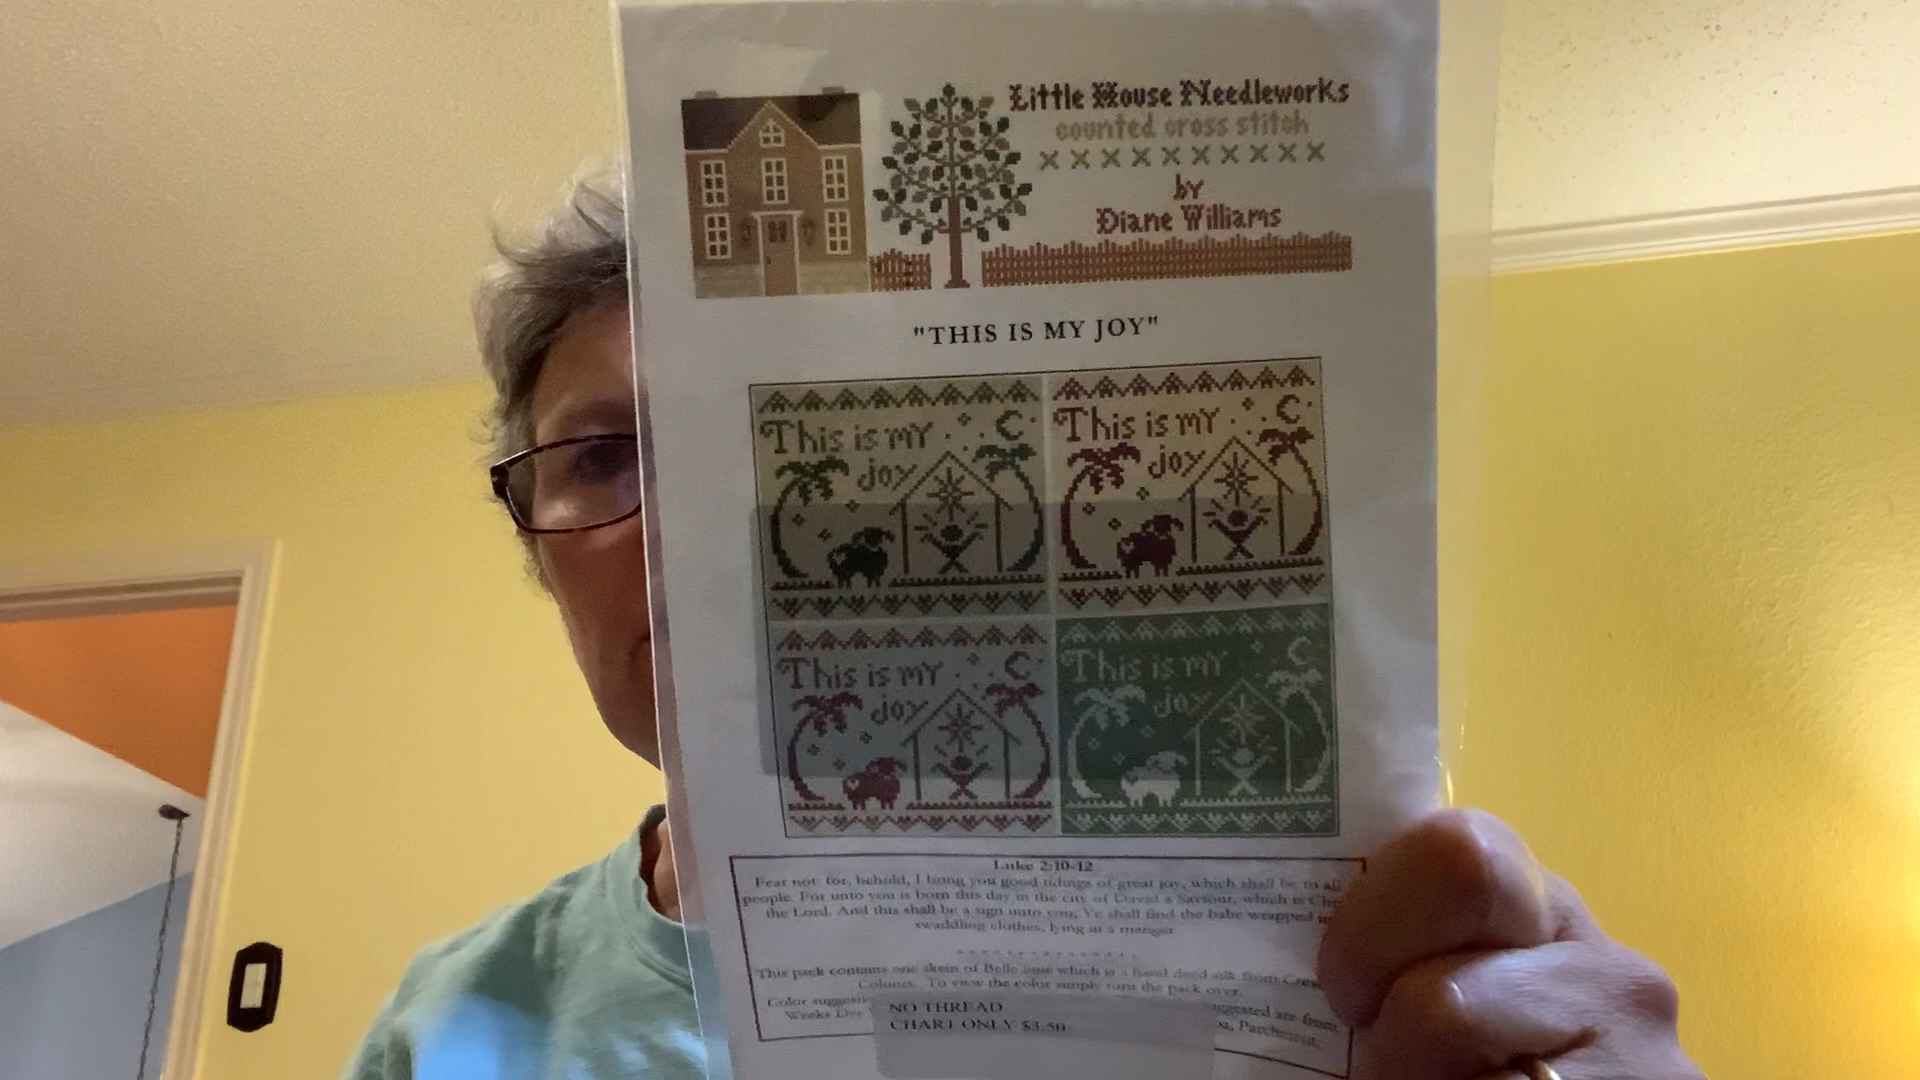 Little House Needleworks
counted cross stitch
by
Diane Williams
"THIS IS MY JOY"
This is my
joy
This is my
joy
This is my
joy
This is my
joy
Luke 2:10-12
Fear not: for, behold, I bring you good tidings of great joy, which shall be to all
people. For unto you is born this day in the city of David a Saviour, which is
the Lord. And this shall be a sign unto you; Ye shall find the babe wrapped
swaddling clothes, lying in a manger.
This pack contains one skein of Belle Soie which is a hand dyed silk from
Colours. To view the color simply turn the pack over.
Color
NO THREAD
are from
Weeks Dye
CHART ONLY $3.50
Parchment,